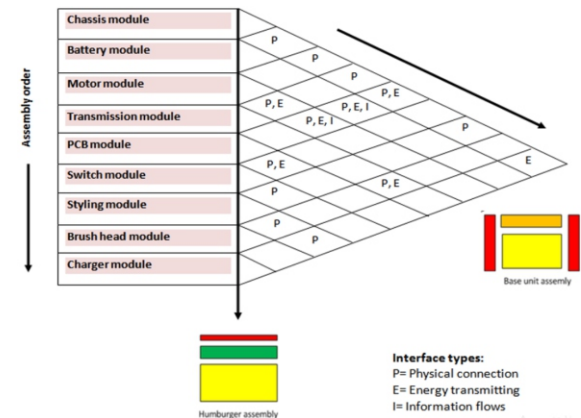 Assembly order
Chassis module
Battery module
Motor module
Transmission module
PCB module
Switch module
Styling module
Brush head module
Charger module
P
P
P
P, E
P, E
P, E, I
P, E, I
P
E
P, E
P, E
P
P
P
Base unit assemly
Humburger assembly
Interface types:
P= Physical connection
E= Energy transmitting
I= Information flows